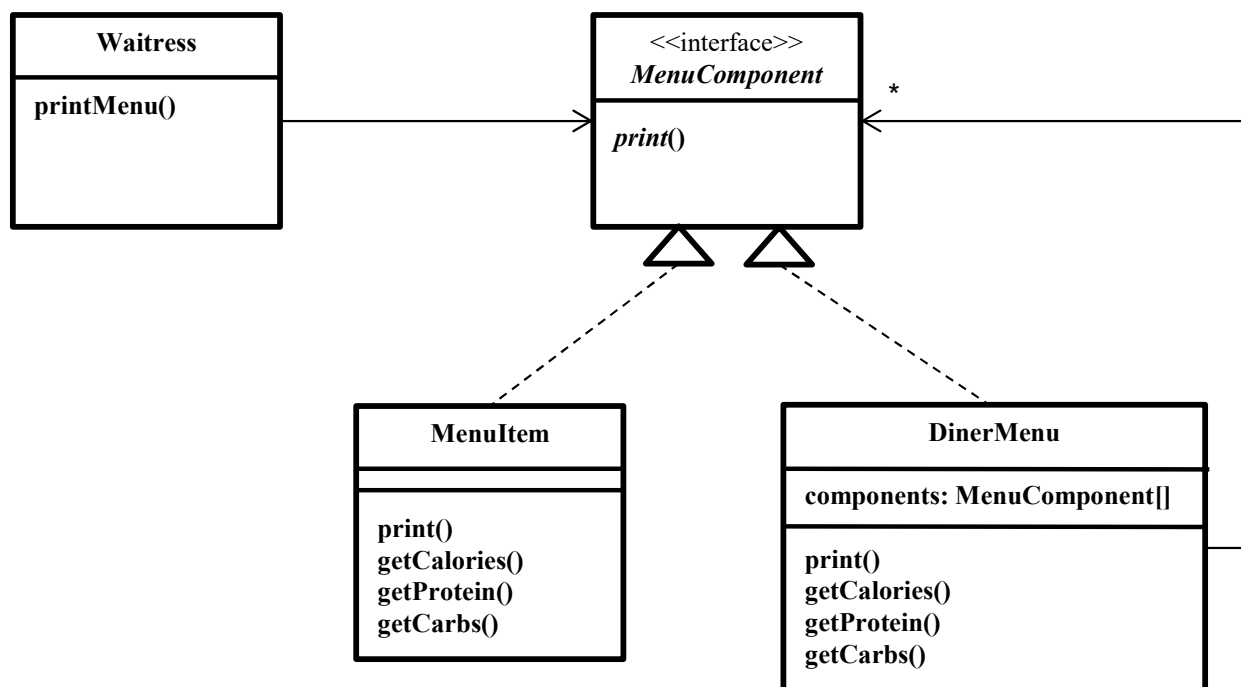 Waitress
printMenu()
<<interface>>
MenuComponent
print()
*
MenuItem
print()
getCalories()
getProtein()
getCarbs()
DinerMenu
components: MenuComponent[]
print()
getCalories()
getProtein()
getCarbs()